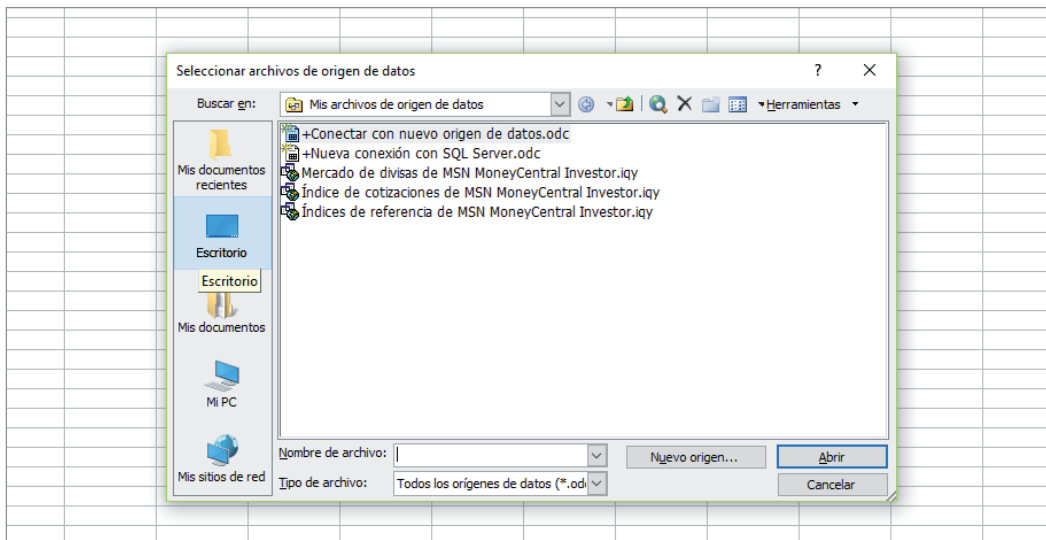 Seleccionar archivos de origen de datos ? X
Buscar en: Mis archivos de origen de datos Herramientas
Mis documentos recientes
Escritorio
Escritorio
Mis documentos
Mi PC
Mis sitios de red
+Conectar con nuevo origen de datos.odc
+Nueva conexión con SQL Server.odc
Mercado de divisas de MSN MoneyCentral Investor.iqy
Índice de cotizaciones de MSN MoneyCentral Investor.iqy
Índices de referencia de MSN MoneyCentral Investor.iqy
Nombre de archivo: Nuevo origen... Abrir
Tipo de archivo: Todos los orígenes de datos (*.od Cancelar